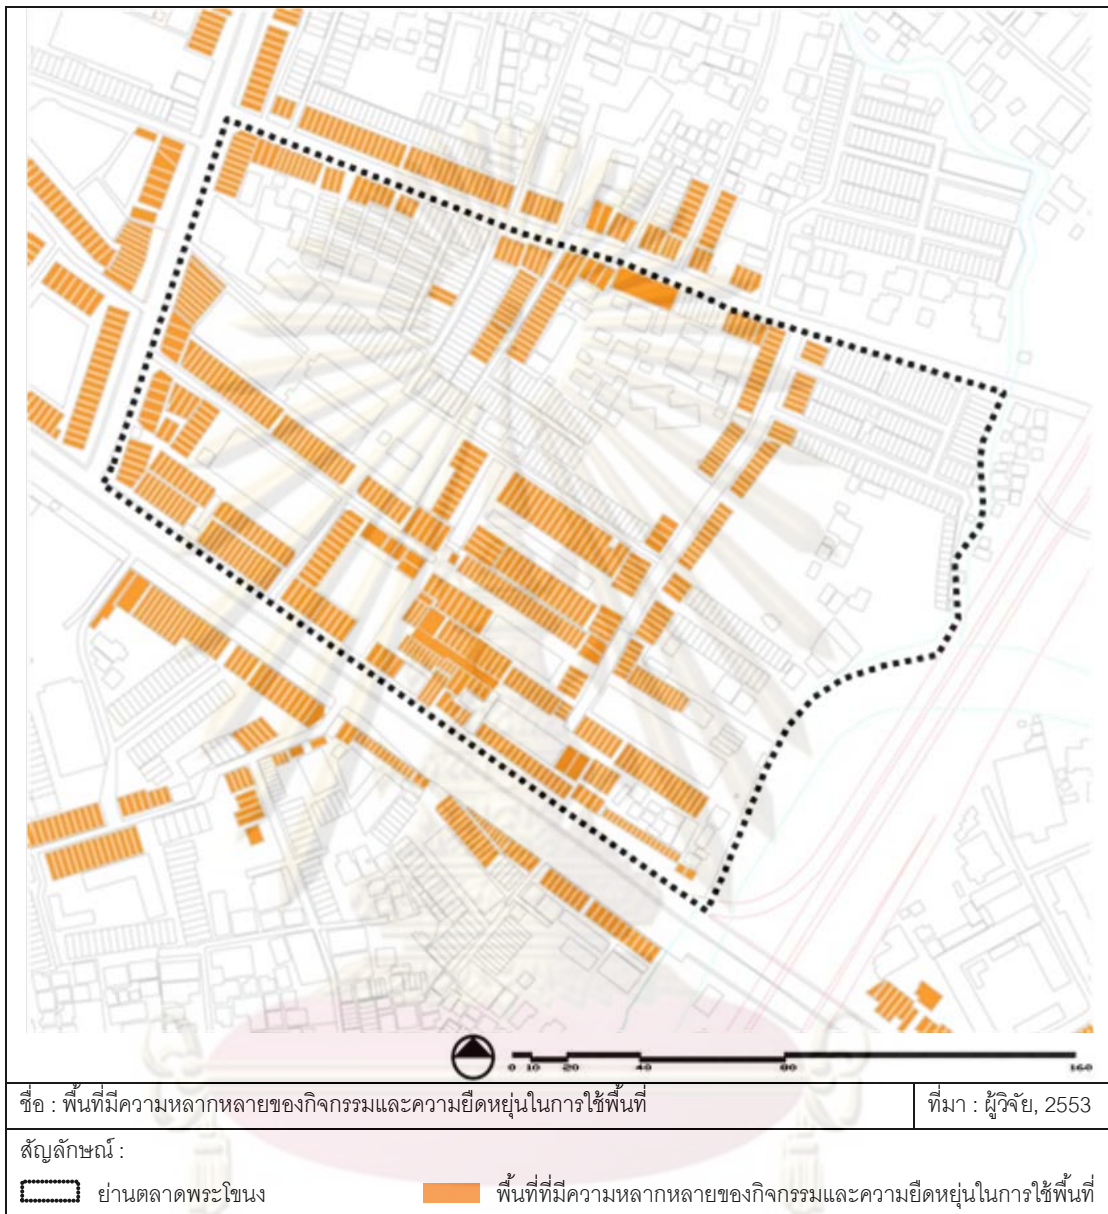 0 10 20 40 80 160
ชื่อ : พื้นที่มีความหลากหลายของกิจกรรมและความยืดหยุ่นในการใช้พื้นที่
ที่มา : ผู้วิจัย, 2553
สัญลักษณ์ :
ย่านตลาดพระโขนง
พื้นที่ที่มีความหลากหลายของกิจกรรมและความยืดหยุ่นในการใช้พื้นที่